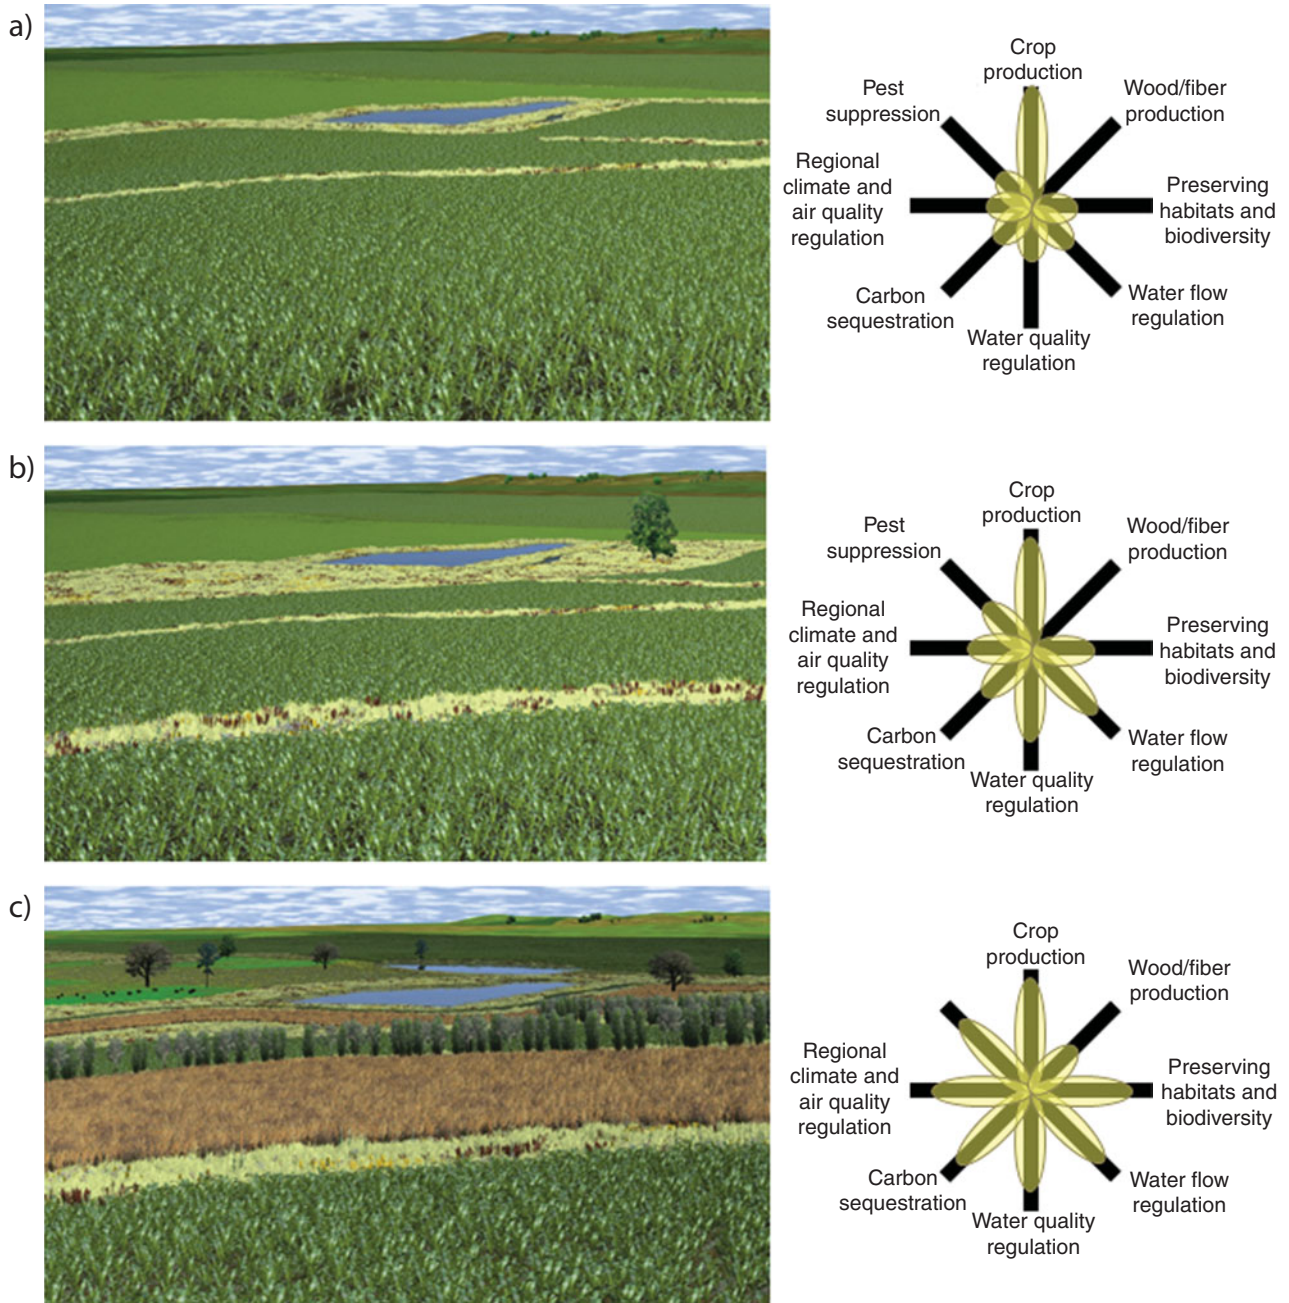 a)
Crop
production
Pest
suppression
Wood/fiber
production
Regional
climate and
air quality
regulation
Preserving
habitats and
biodiversity
Carbon
sequestration
Water flow
regulation
Water quality
regulation
b)
Crop
production
Pest
suppression
Wood/fiber
production
Regional
climate and
air quality
regulation
Preserving
habitats and
biodiversity
Carbon
sequestration
Water flow
regulation
Water quality
regulation
c)
Crop
production
Wood/fiber
production
Regional
climate and
air quality
regulation
Preserving
habitats and
biodiversity
Carbon
sequestration
Water flow
regulation
Water quality
regulation